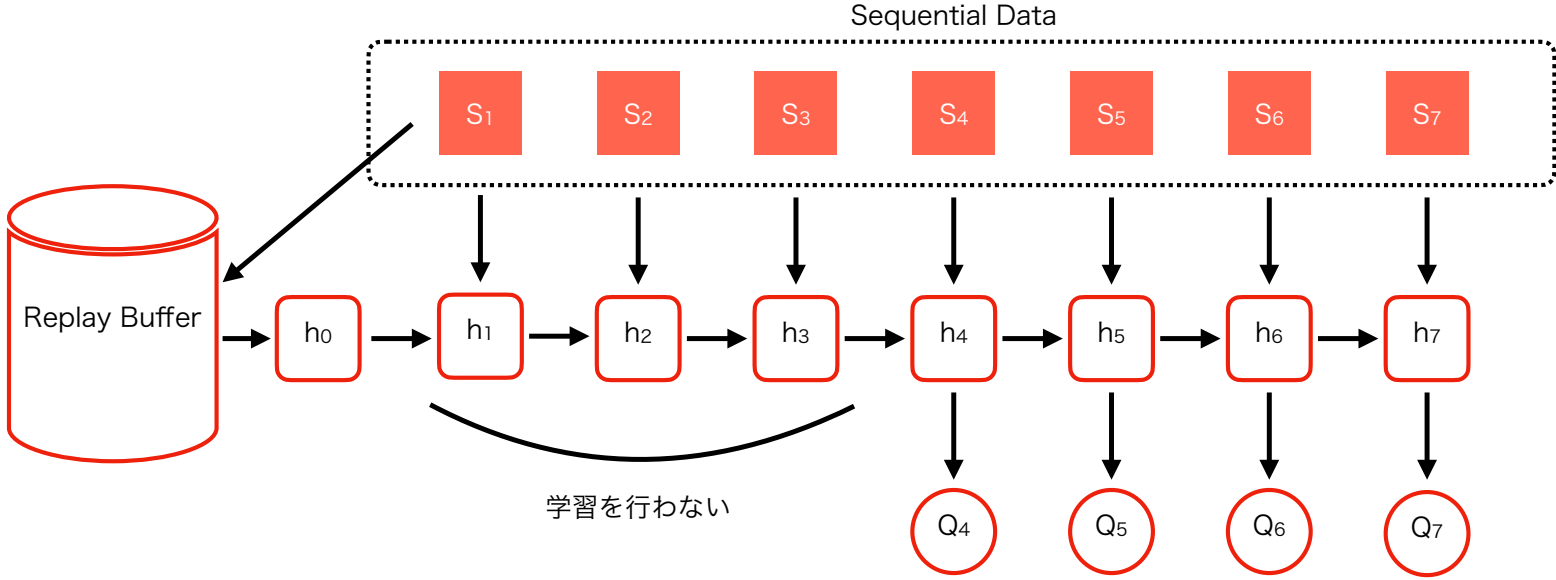 Sequential Data
S₁ S₂ S₃ S₄ S₅ S₆ S₇
Replay Buffer
h₀ h₁ h₂ h₃ h₄ h₅ h₆ h₇
学習を行わない
Q₄ Q₅ Q₆ Q₇